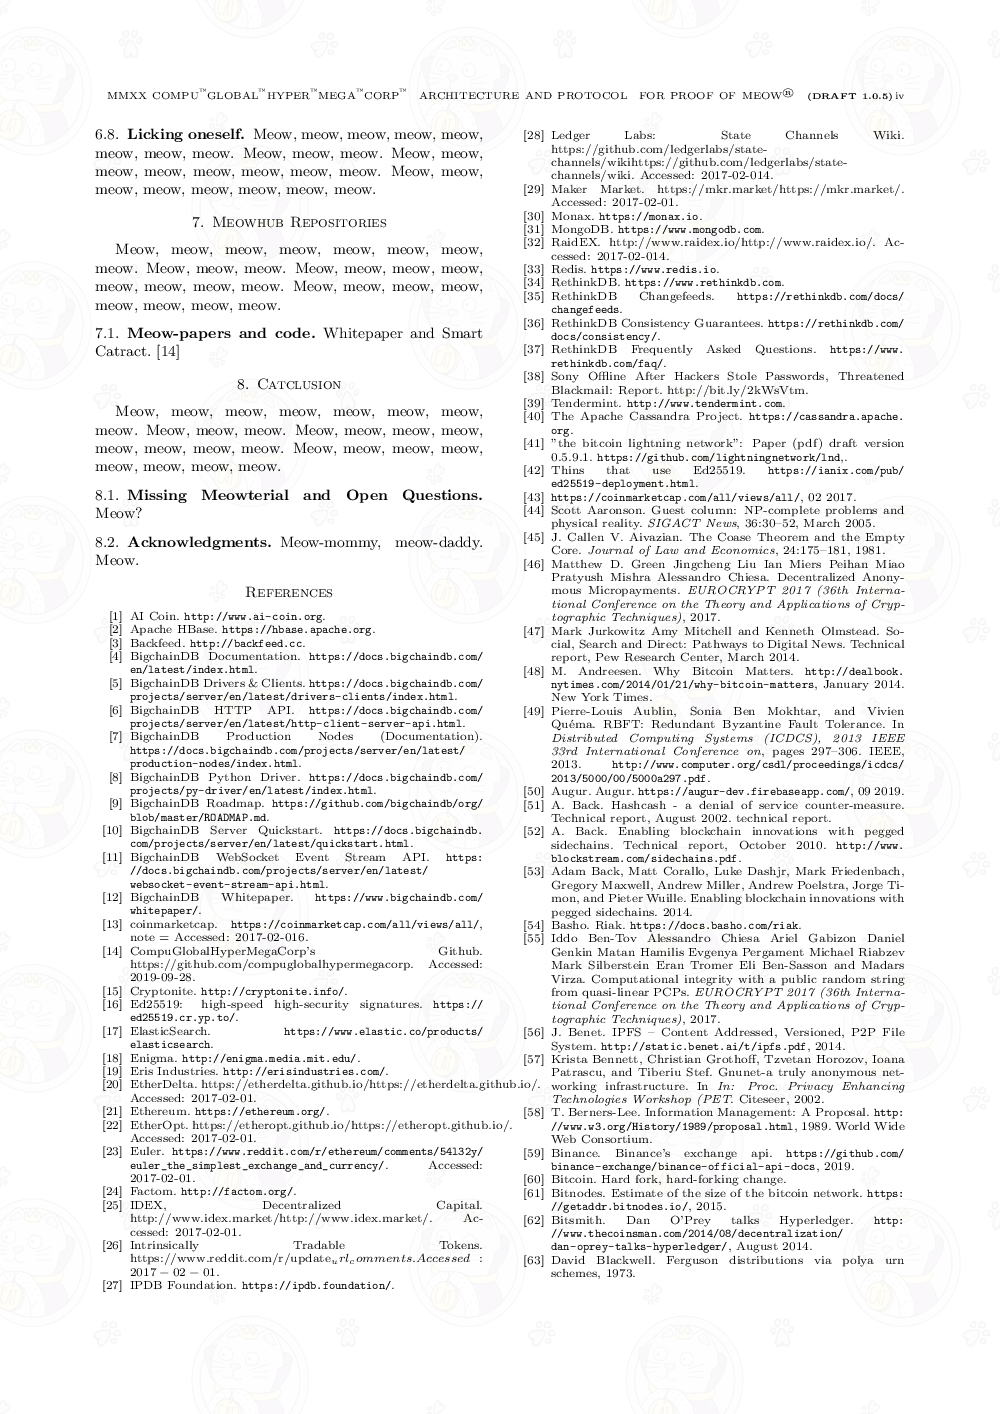 MMXX COMPU™GLOBAL™HYPER™MEGA™CORP™ ARCHITECTURE AND PROTOCOL FOR PROOF OF MEOW® (DRAFT 1.0.5) iv
6.8. Licking oneself. Meow, meow, meow, meow, meow,
meow, meow, meow. Meow, meow, meow. Meow, meow,
meow, meow, meow, meow, meow, meow. Meow, meow,
meow, meow, meow, meow, meow, meow.
7. Meowhub Repositories
Meow, meow, meow, meow, meow, meow, meow,
meow. Meow, meow, meow. Meow, meow, meow, meow,
meow, meow, meow, meow. Meow, meow, meow, meow,
meow, meow, meow, meow.
7.1. Meow-papers and code. Whitepaper and Smart
Catract. [14]
8. Catclusion
Meow, meow, meow, meow, meow, meow, meow,
meow. Meow, meow, meow. Meow, meow, meow, meow,
meow, meow, meow, meow. Meow, meow, meow, meow,
meow, meow, meow, meow.
8.1. Missing Meowterial and Open Questions.
Meow?
8.2. Acknowledgments. Meow-mommy, meow-daddy.
Meow.
References
[1] AI Coin. http://www.ai-coin.org.
[2] Apache HBase. https://hbase.apache.org.
[3] Backfeed. http://backfeed.cc.
[4] BigchainDB Documentation. https://docs.bigchaindb.com/
en/latest/index.html.
[5] BigchainDB Drivers & Clients. https://docs.bigchaindb.com/
projects/server/en/latest/drivers-clients/index.html.
[6] BigchainDB HTTP API. https://docs.bigchaindb.com/
projects/server/en/latest/http-client-server-api.html.
[7] BigchainDB Production Nodes (Documentation).
https://docs.bigchaindb.com/projects/server/en/latest/
production-nodes/index.html.
[8] BigchainDB Python Driver. https://docs.bigchaindb.com/
projects/py-driver/en/latest/index.html.
[9] BigchainDB Roadmap. https://github.com/bigchaindb/org/
blob/master/ROADMAP.md.
[10] BigchainDB Server Quickstart. https://docs.bigchaindb.
com/projects/server/en/latest/quickstart.html.
[11] BigchainDB WebSocket Event Stream API. https:
//docs.bigchaindb.com/projects/server/en/latest/
websocket-event-stream-api.html.
[12] BigchainDB Whitepaper. https://www.bigchaindb.com/
whitepaper/.
[13] coinmarketcap. https://coinmarketcap.com/all/views/all/,
note = Accessed: 2017-02-016.
[14] CompuGlobalHyperMegaCorp's Github.
https://github.com/compuglobalhypermegacorp. Accessed:
2019-09-28.
[15] Cryptonite. http://cryptonite.info/.
[16] Ed25519: high-speed high-security signatures. https://
ed25519.cr.yp.to/.
[17] ElasticSearch. https://www.elastic.co/products/
elasticsearch.
[18] Enigma. http://enigma.media.mit.edu/.
[19] Eris Industries. http://erisindustries.com/.
[20] EtherDelta. https://etherdelta.github.io/https://etherdelta.github.io/.
Accessed: 2017-02-01.
[21] Ethereum. https://ethereum.org/.
[22] EtherOpt. https://etheropt.github.io/https://etheropt.github.io/.
Accessed: 2017-02-01.
[23] Euler. https://www.reddit.com/r/ethereum/comments/54l32y/
euler_the_simplest_exchange_and_currency/. Accessed:
2017-02-01.
[24] Factom. http://factom.org/.
[25] IDEX, Decentralized Capital.
http://www.idex.market/http://www.idex.market/. Ac-
cessed: 2017-02-01.
[26] Intrinsically Tradable Tokens.
https://www.reddit.com/r/updateurlcomments.Accessed :
2017 − 02 − 01.
[27] IPDB Foundation. https://ipdb.foundation/.
[28] Ledger Labs: State Channels Wiki.
https://github.com/ledgerlabs/state-
channels/wikihttps://github.com/ledgerlabs/state-
channels/wiki. Accessed: 2017-02-014.
[29] Maker Market. https://mkr.market/https://mkr.market/.
Accessed: 2017-02-01.
[30] Monax. https://monax.io.
[31] MongoDB. https://www.mongodb.com.
[32] RaidEX. http://www.raidex.io/http://www.raidex.io/. Ac-
cessed: 2017-02-014.
[33] Redis. https://www.redis.io.
[34] RethinkDB. https://www.rethinkdb.com.
[35] RethinkDB Changefeeds. https://rethinkdb.com/docs/
changefeeds.
[36] RethinkDB Consistency Guarantees. https://rethinkdb.com/
docs/consistency/.
[37] RethinkDB Frequently Asked Questions. https://www.
rethinkdb.com/faq/.
[38] Sony Offline After Hackers Stole Passwords, Threatened
Blackmail: Report. http://bit.ly/2kWsVtm.
[39] Tendermint. http://www.tendermint.com.
[40] The Apache Cassandra Project. https://cassandra.apache.
org.
[41] ”the bitcoin lightning network”: Paper (pdf) draft version
0.5.9.1. https://github.com/lightningnetwork/lnd,.
[42] Thins that use Ed25519. https://ianix.com/pub/
ed25519-deployment.html.
[43] https://coinmarketcap.com/all/views/all/, 02 2017.
[44] Scott Aaronson. Guest column: NP-complete problems and
physical reality. SIGACT News, 36:30–52, March 2005.
[45] J. Callen V. Aivazian. The Coase Theorem and the Empty
Core. Journal of Law and Economics, 24:175–181, 1981.
[46] Matthew D. Green Jingcheng Liu Ian Miers Peihan Miao
Pratyush Mishra Alessandro Chiesa. Decentralized Anony-
mous Micropayments. EUROCRYPT 2017 (36th Interna-
tional Conference on the Theory and Applications of Cryp-
tographic Techniques), 2017.
[47] Mark Jurkowitz Amy Mitchell and Kenneth Olmstead. So-
cial, Search and Direct: Pathways to Digital News. Technical
report, Pew Research Center, March 2014.
[48] M. Andreesen. Why Bitcoin Matters. http://dealbook.
nytimes.com/2014/01/21/why-bitcoin-matters, January 2014.
New York Times.
[49] Pierre-Louis Aublin, Sonia Ben Mokhtar, and Vivien
Quéma. RBFT: Redundant Byzantine Fault Tolerance. In
Distributed Computing Systems (ICDCS), 2013 IEEE
33rd International Conference on, pages 297–306. IEEE,
2013. http://www.computer.org/csdl/proceedings/icdcs/
2013/5000/00/5000a297.pdf.
[50] Augur. Augur. https://augur-dev.firebaseapp.com/, 09 2019.
[51] A. Back. Hashcash - a denial of service counter-measure.
Technical report, August 2002. technical report.
[52] A. Back. Enabling blockchain innovations with pegged
sidechains. Technical report, October 2010. http://www.
blockstream.com/sidechains.pdf.
[53] Adam Back, Matt Corallo, Luke Dashjr, Mark Friedenbach,
Gregory Maxwell, Andrew Miller, Andrew Poelstra, Jorge Ti-
mon, and Pieter Wuille. Enabling blockchain innovations with
pegged sidechains. 2014.
[54] Basho. Riak. https://docs.basho.com/riak.
[55] Iddo Ben-Tov Alessandro Chiesa Ariel Gabizon Daniel
Genkin Matan Hamilis Evgenya Pergament Michael Riabzev
Mark Silberstein Eran Tromer Eli Ben-Sasson and Madars
Virza. Computational integrity with a public random string
from quasi-linear PCPs. EUROCRYPT 2017 (36th Interna-
tional Conference on the Theory and Applications of Cryp-
tographic Techniques), 2017.
[56] J. Benet. IPFS – Content Addressed, Versioned, P2P File
System. http://static.benet.ai/t/ipfs.pdf, 2014.
[57] Krista Bennett, Christian Grothoff, Tzvetan Horozov, Ioana
Patrascu, and Tiberiu Stef. Gnunet-a truly anonymous net-
working infrastructure. In In: Proc. Privacy Enhancing
Technologies Workshop (PET. Citeseer, 2002.
[58] T. Berners-Lee. Information Management: A Proposal. http:
//www.w3.org/History/1989/proposal.html, 1989. World Wide
Web Consortium.
[59] Binance. Binance's exchange api. https://github.com/
binance-exchange/binance-official-api-docs, 2019.
[60] Bitcoin. Hard fork, hard-forking change.
[61] Bitnodes. Estimate of the size of the bitcoin network. https:
//getaddr.bitnodes.io/, 2015.
[62] Bitsmith. Dan O'Prey talks Hyperledger. http:
//www.thecoinsman.com/2014/08/decentralization/
dan-oprey-talks-hyperledger/, August 2014.
[63] David Blackwell. Ferguson distributions via polya urn
schemes, 1973.